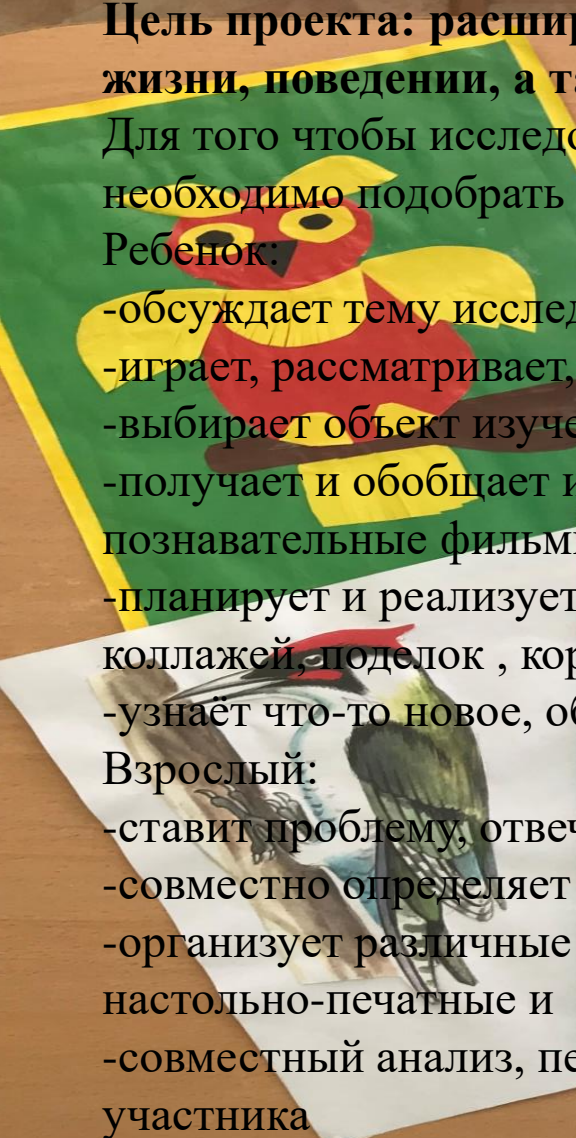 Цель проекта: расшир
жизни, поведении, а та
Для того чтобы исследо
необходимо подобрать
Ребенок:
-обсуждает тему исслед
-играет, рассматривает,
-выбирает объект изуче
-получает и обобщает и
познавательные фильм
-планирует и реализует
коллажей, поделок , кор
-узнаёт что-то новое, об
Взрослый:
-ставит проблему, отвеч
-совместно определяет
-организует различные
настольно-печатные и
-совместный анализ, пе
участника